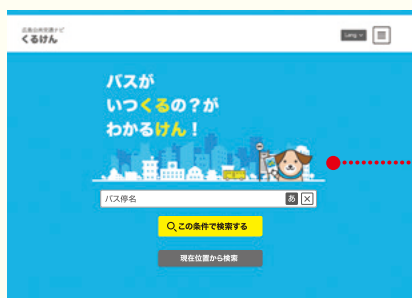 広島公共交通ナビ
くるけん
Lang
バスが
いつくるの？が
わかるけん！
バス停名
あ
この条件で検索する
現在位置から検索